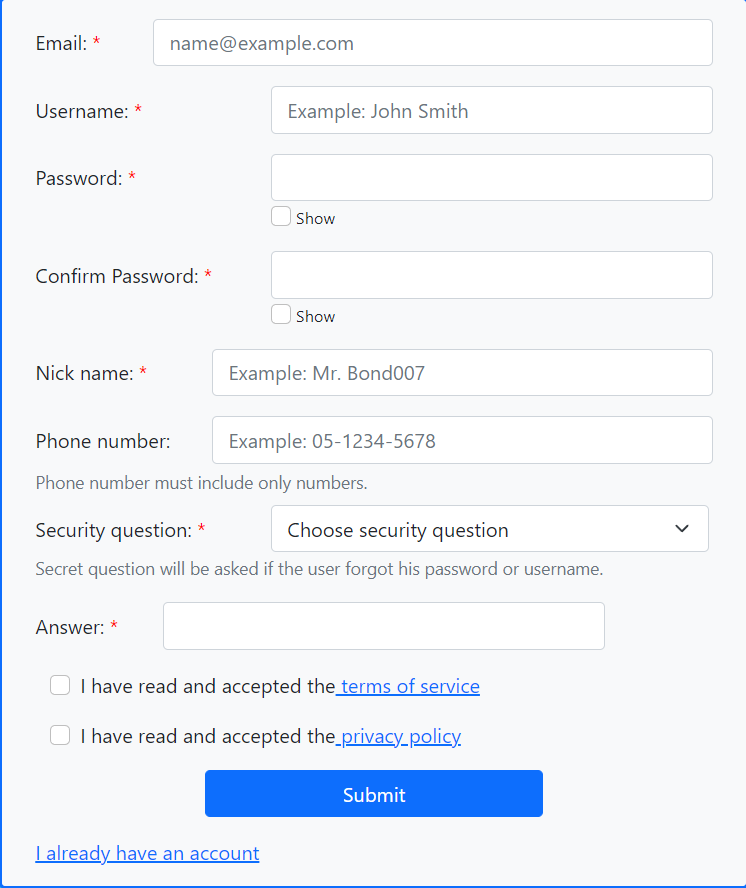 Email: * name@example.com
Username: * Example: John Smith
Password: *
Show
Confirm Password: *
Show
Nick name: * Example: Mr. Bond007
Phone number: Example: 05-1234-5678
Phone number must include only numbers.
Security question: * Choose security question
Secret question will be asked if the user forgot his password or username.
Answer: *
I have read and accepted the terms of service
I have read and accepted the privacy policy
Submit
I already have an account